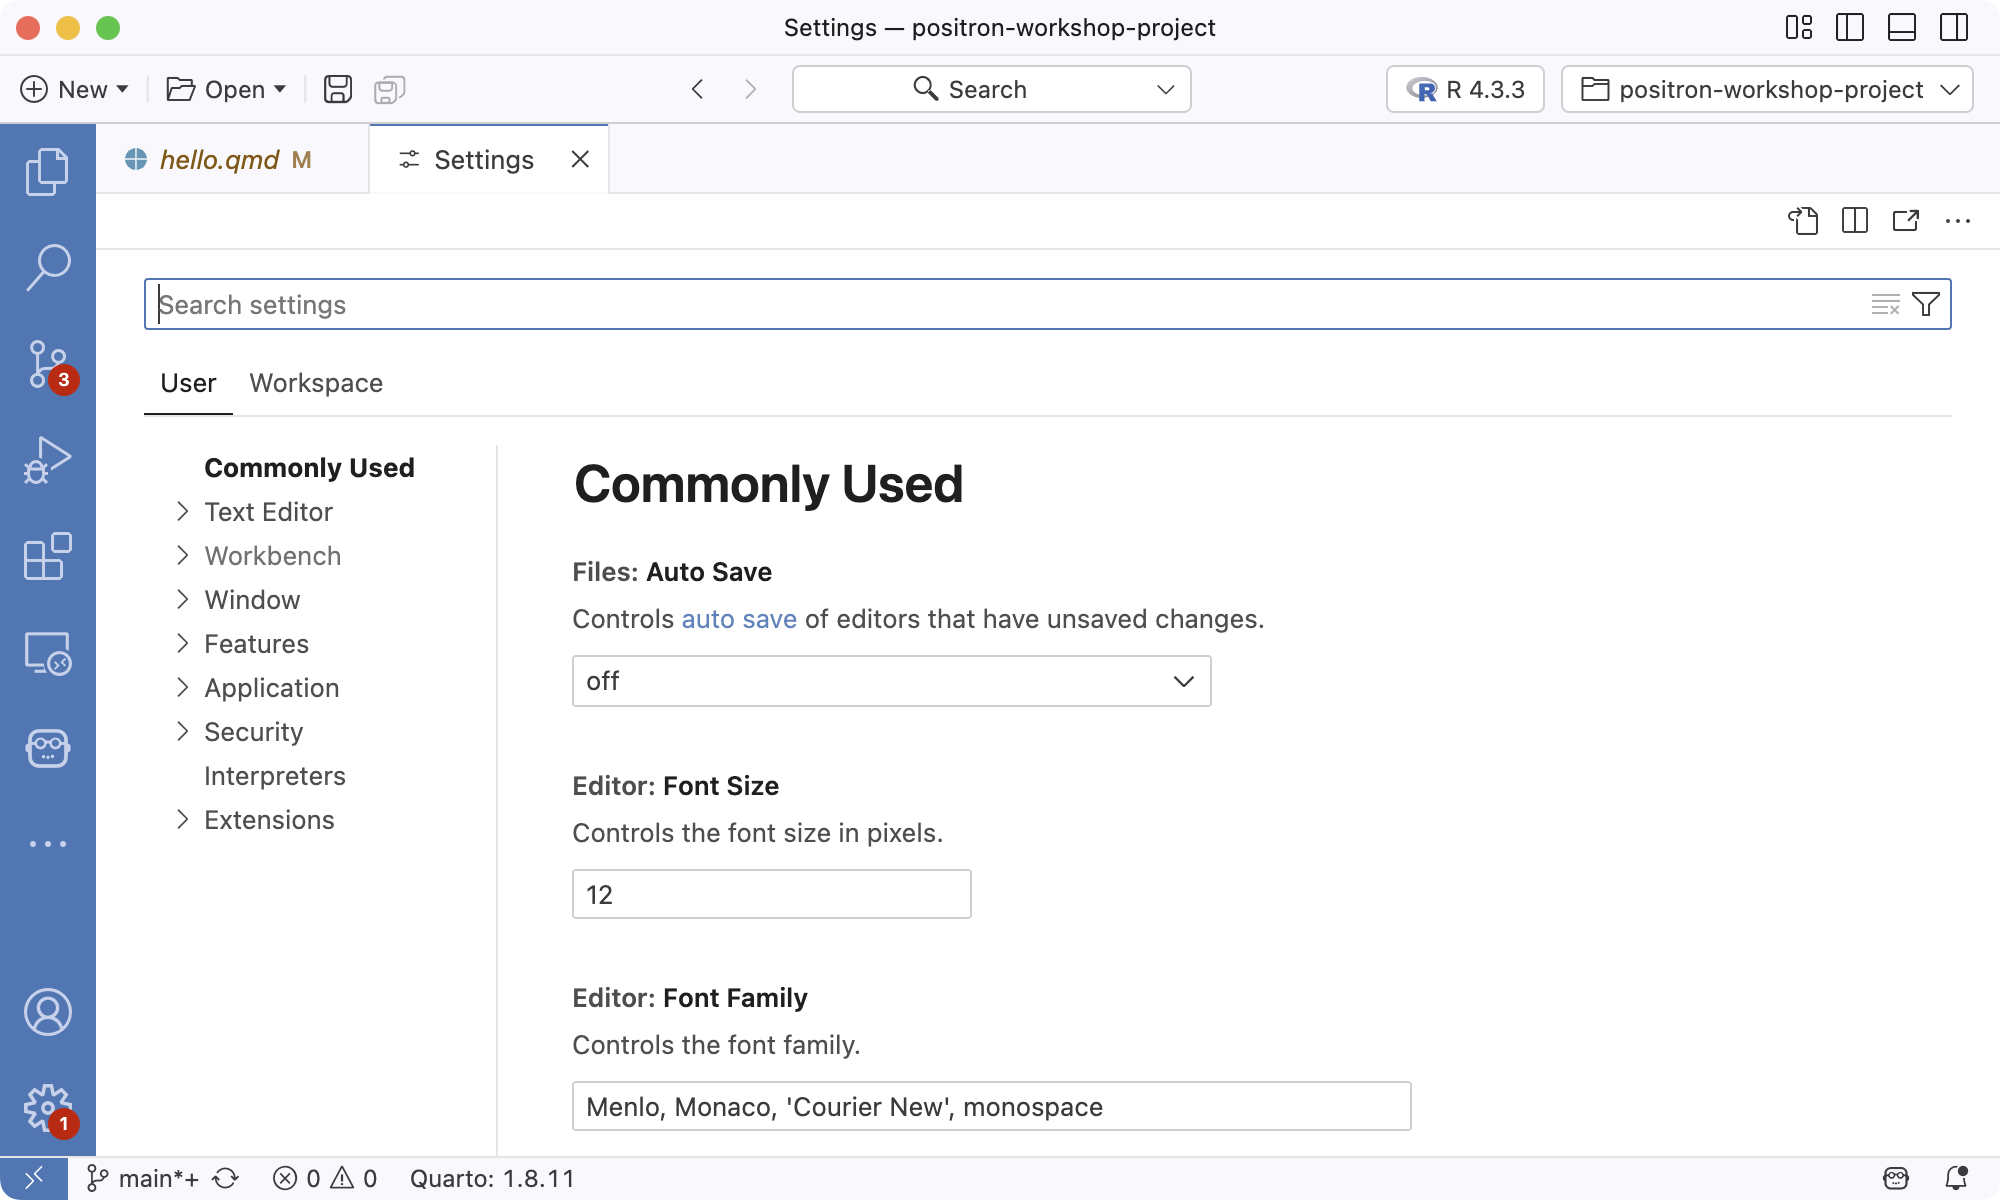 Settings — positron-workshop-project
New Open Search R 4.3.3 positron-workshop-project
hello.qmd M Settings
Search settings
User Workspace
Commonly Used
Text Editor
Workbench
Window
Features
Application
Security
Interpreters
Extensions
Commonly Used
Files: Auto Save
Controls auto save of editors that have unsaved changes.
off
Editor: Font Size
Controls the font size in pixels.
12
Editor: Font Family
Controls the font family.
Menlo, Monaco, 'Courier New', monospace
3
1
main*+ 0 0 Quarto: 1.8.11